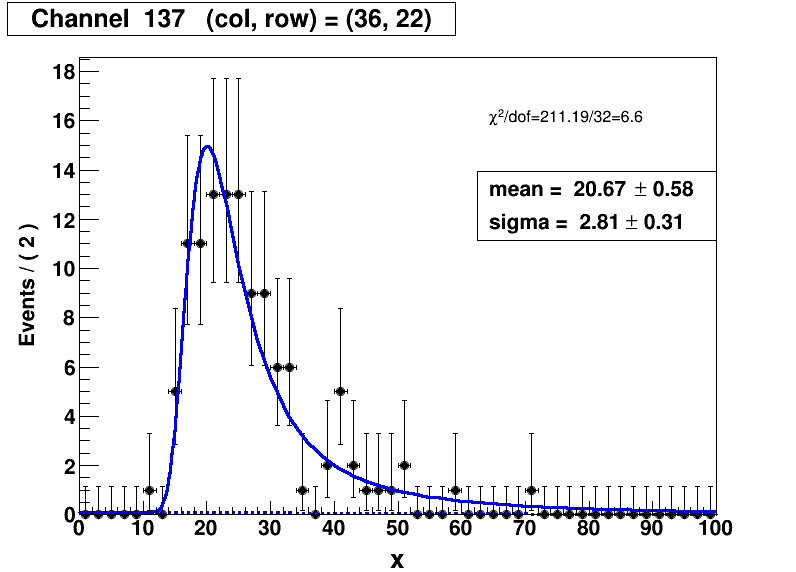 Channel 137 (col, row) = (36, 22)
χ²/dof=211.19/32=6.6
mean = 20.67 ± 0.58
sigma = 2.81 ± 0.31
Events / ( 2 )
18
16
14
12
10
8
6
4
2
0
0 10 20 30 40 50 60 70 80 90 100
x